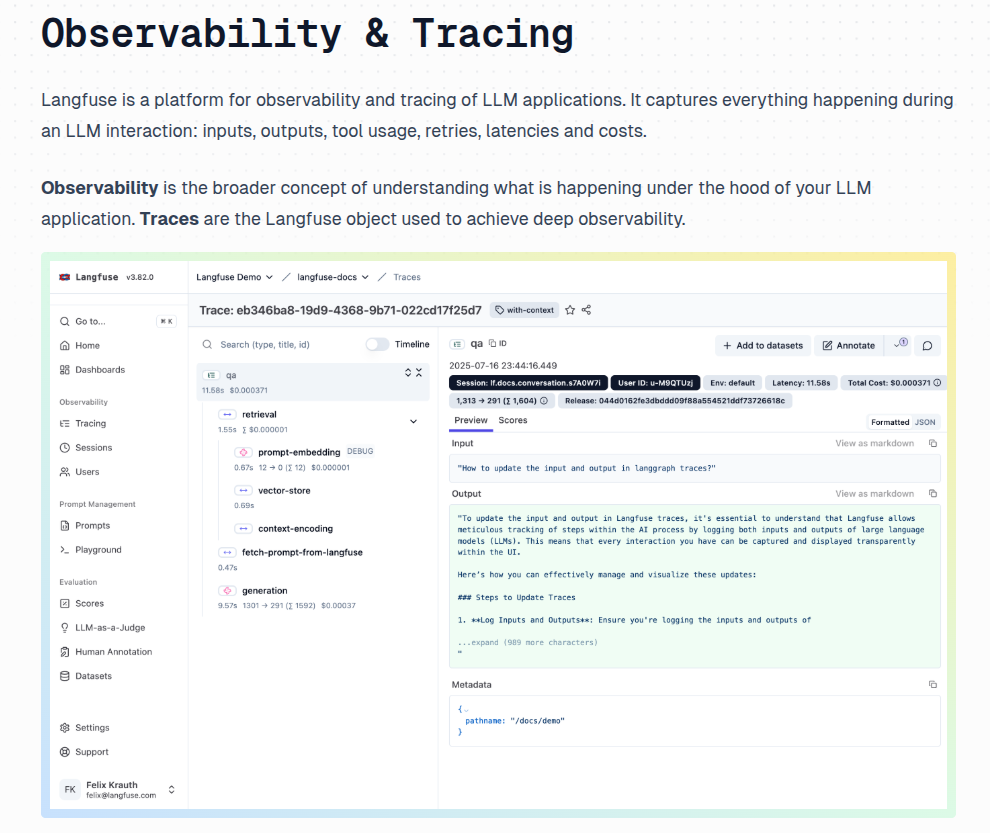 Observability & Tracing
Langfuse is a platform for observability and tracing of LLM applications. It captures everything happening during
an LLM interaction: inputs, outputs, tool usage, retries, latencies and costs.
Observability is the broader concept of understanding what is happening under the hood of your LLM
application. Traces are the Langfuse object used to achieve deep observability.
Langfuse v3.82.0
Langfuse Demo / langfuse-docs / Traces
Trace: eb346ba8-19d9-4368-9b71-022cd17f25d7 with-context
Go to... ⌘ K
Home
Dashboards
Observability
Tracing
Sessions
Users
Prompt Management
Prompts
Playground
Evaluation
Scores
LLM-as-a-Judge
Human Annotation
Datasets
Settings
Support
FK Felix Krauth
felix@langfuse.com
Search (type, title, id) Timeline
qa
11.58s $0.000371
retrieval
1.55s ∑ $0.000001
prompt-embedding DEBUG
0.67s 12 → 0 (∑ 12) $0.000001
vector-store
0.69s
context-encoding
fetch-prompt-from-langfuse
0.47s
generation
9.57s 1301 → 291 (∑ 1592) $0.00037
qa ID
+ Add to datasets Annotate 1
2025-07-16 23:44:16.449
Session: lf.docs.conversation.s7A0W7i User ID: u-M9QTUzj Env: default Latency: 11.58s Total Cost: $0.000371
1,313 → 291 (∑ 1,604) Release: 044d0162fe3dbddd09f88a554521ddf73726618c
Preview Scores Formatted JSON
Input View as markdown
"How to update the input and output in langgraph traces?"
Output View as markdown
"To update the input and output in Langfuse traces, it's essential to understand that Langfuse allows
meticulous tracking of steps within the AI process by logging both inputs and outputs of large language
models (LLMs). This means that every interaction you have can be captured and displayed transparently
within the UI.
Here's how you can effectively manage and visualize these updates:
### Steps to Update Traces
1. **Log Inputs and Outputs**: Ensure you're logging the inputs and outputs of
...expand (989 more characters)
"
Metadata
{
pathname: "/docs/demo"
}